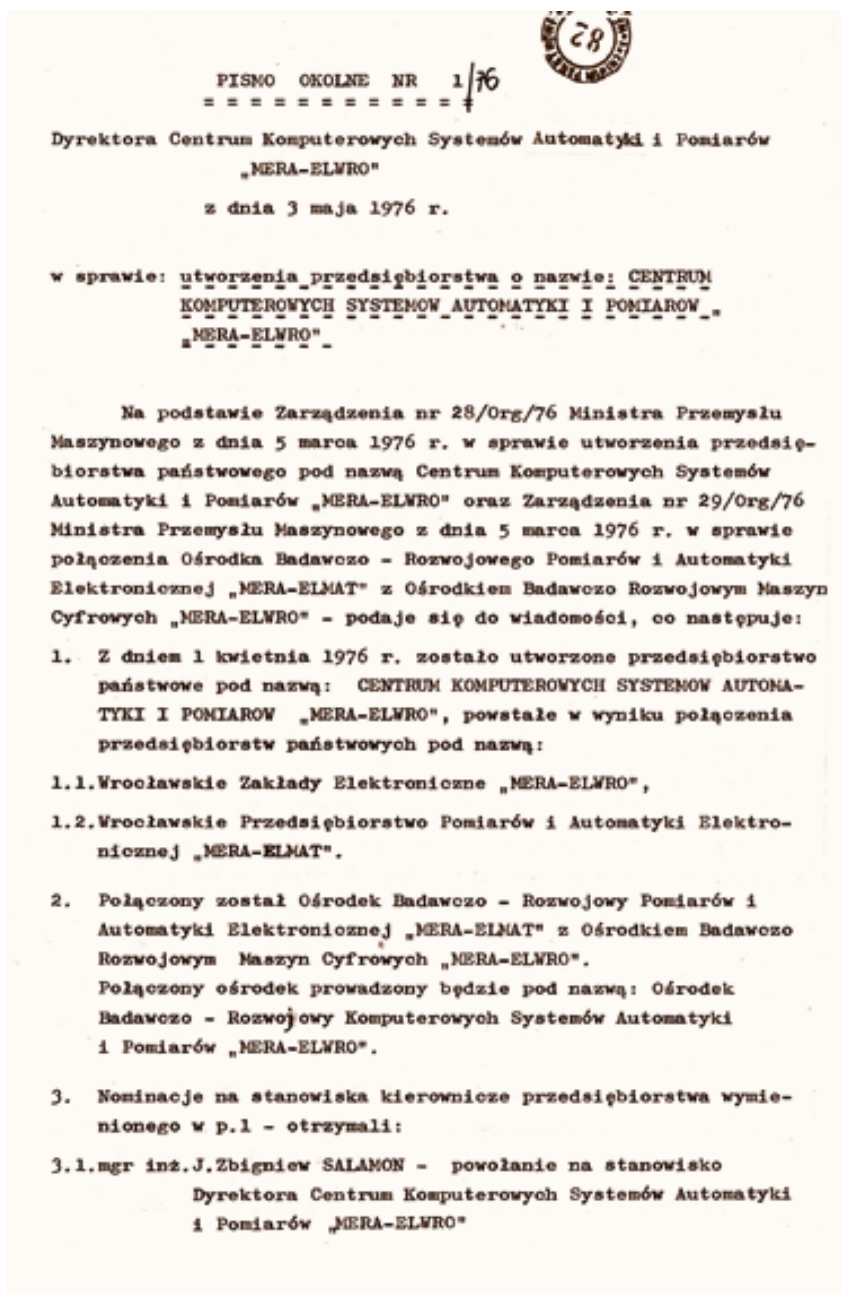 28
PISMO OKOLNE NR 1/76
= = = = = = = = = = = =
Dyrektora Centrum Komputerowych Systemów Automatyki i Pomiarów
„MERA-ELWRO"
z dnia 3 maja 1976 r.
w sprawie: utworzenia przedsiębiorstwa o nazwie: CENTRUM
KOMPUTEROWYCH SYSTEMOW AUTOMATYKI I POMIAROW
„MERA-ELWRO"
Na podstawie Zarządzenia nr 28/Org/76 Ministra Przemysłu
Maszynowego z dnia 5 marca 1976 r. w sprawie utworzenia przedsię-
biorstwa państwowego pod nazwą Centrum Komputerowych Systemów
Automatyki i Pomiarów „MERA-ELWRO" oraz Zarządzenia nr 29/Org/76
Ministra Przemysłu Maszynowego z dnia 5 marca 1976 r. w sprawie
połączenia Ośrodka Badawczo - Rozwojowego Pomiarów i Automatyki
Elektronicznej „MERA-ELMAT" z Ośrodkiem Badawczo Rozwojowym Maszyn
Cyfrowych „MERA-ELWRO" - podaje się do wiadomości, co następuje:
1. Z dniem 1 kwietnia 1976 r. zostało utworzone przedsiębiorstwo
państwowe pod nazwą: CENTRUM KOMPUTEROWYCH SYSTEMOW AUTOMA-
TYKI I POMIAROW „MERA-ELWRO", powstałe w wyniku połączenia
przedsiębiorstw państwowych pod nazwą:
1.1.Wrocławskie Zakłady Elektroniczne „MERA-ELWRO",
1.2.Wrocławskie Przedsiębiorstwo Pomiarów i Automatyki Elektro-
nicznej „MERA-ELMAT".
2. Połączony został Ośrodek Badawczo - Rozwojowy Pomiarów i
Automatyki Elektronicznej „MERA-ELMAT" z Ośrodkiem Badawczo
Rozwojowym Maszyn Cyfrowych „MERA-ELWRO".
Połączony ośrodek prowadzony będzie pod nazwą: Ośrodek
Badawczo - Rozwojowy Komputerowych Systemów Automatyki
i Pomiarów „MERA-ELWRO".
3. Nominacje na stanowiska kierownicze przedsiębiorstwa wymie-
nionego w p.1 - otrzymali:
3.1.mgr inż.J.Zbigniew SALAMON - powołanie na stanowisko
Dyrektora Centrum Komputerowych Systemów Automatyki
i Pomiarów „MERA-ELWRO"